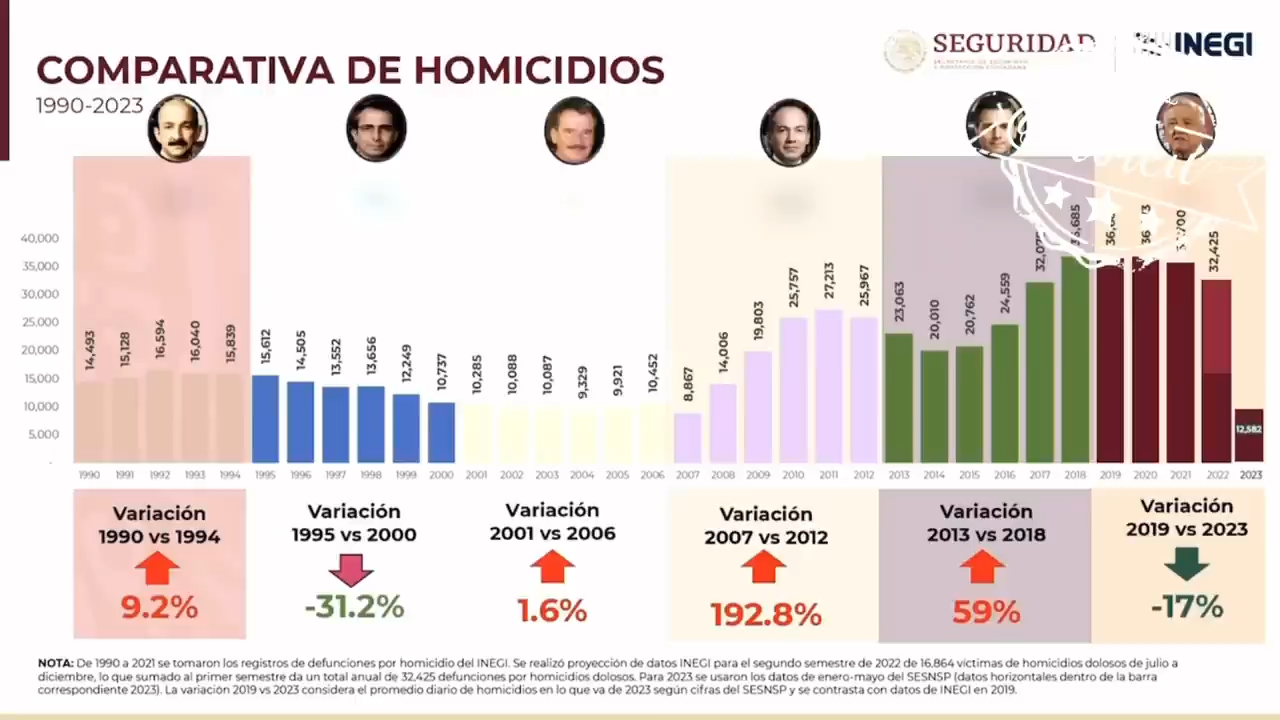 COMPARATIVA DE HOMICIDIOS
1990-2023
SEGURIDAD
INEGI
40,000
35,000
30,000
25,000
20,000
15,000
10,000
5,000
-
14,493
15,128
16,594
16,040
15,839
15,612
14,505
13,552
13,656
12,249
10,737
10,285
10,088
10,087
9,329
9,921
10,452
8,867
14,006
19,803
25,757
27,213
25,967
23,063
20,010
20,762
24,559
32,425
12,582
1990 1991 1992 1993 1994 1995 1996 1997 1998 1999 2000 2001 2002 2003 2004 2005 2006 2007 2008 2009 2010 2011 2012 2013 2014 2015 2016 2017 2018 2019 2020 2021 2022 2023
Variación
1990 vs 1994
9.2%
Variación
1995 vs 2000
-31.2%
Variación
2001 vs 2006
1.6%
Variación
2007 vs 2012
192.8%
Variación
2013 vs 2018
59%
Variación
2019 vs 2023
-17%
NOTA: De 1990 a 2021 se tomaron los registros de defunciones por homicidio del INEGI. Se realizó proyección de datos INEGI para el segundo semestre de 2022 de 16,864 víctimas de homicidios dolosos de julio a
diciembre, lo que sumado al primer semestre da un total anual de 32,425 defunciones por homicidios dolosos. Para 2023 se usaron los datos de enero-mayo del SESNSP (datos horizontales dentro de la barra
correspondiente 2023). La variación 2019 vs 2023 considera el promedio diario de homicidios en lo que va de 2023 según cifras del SESNSP y se contrasta con datos de INEGI en 2019.